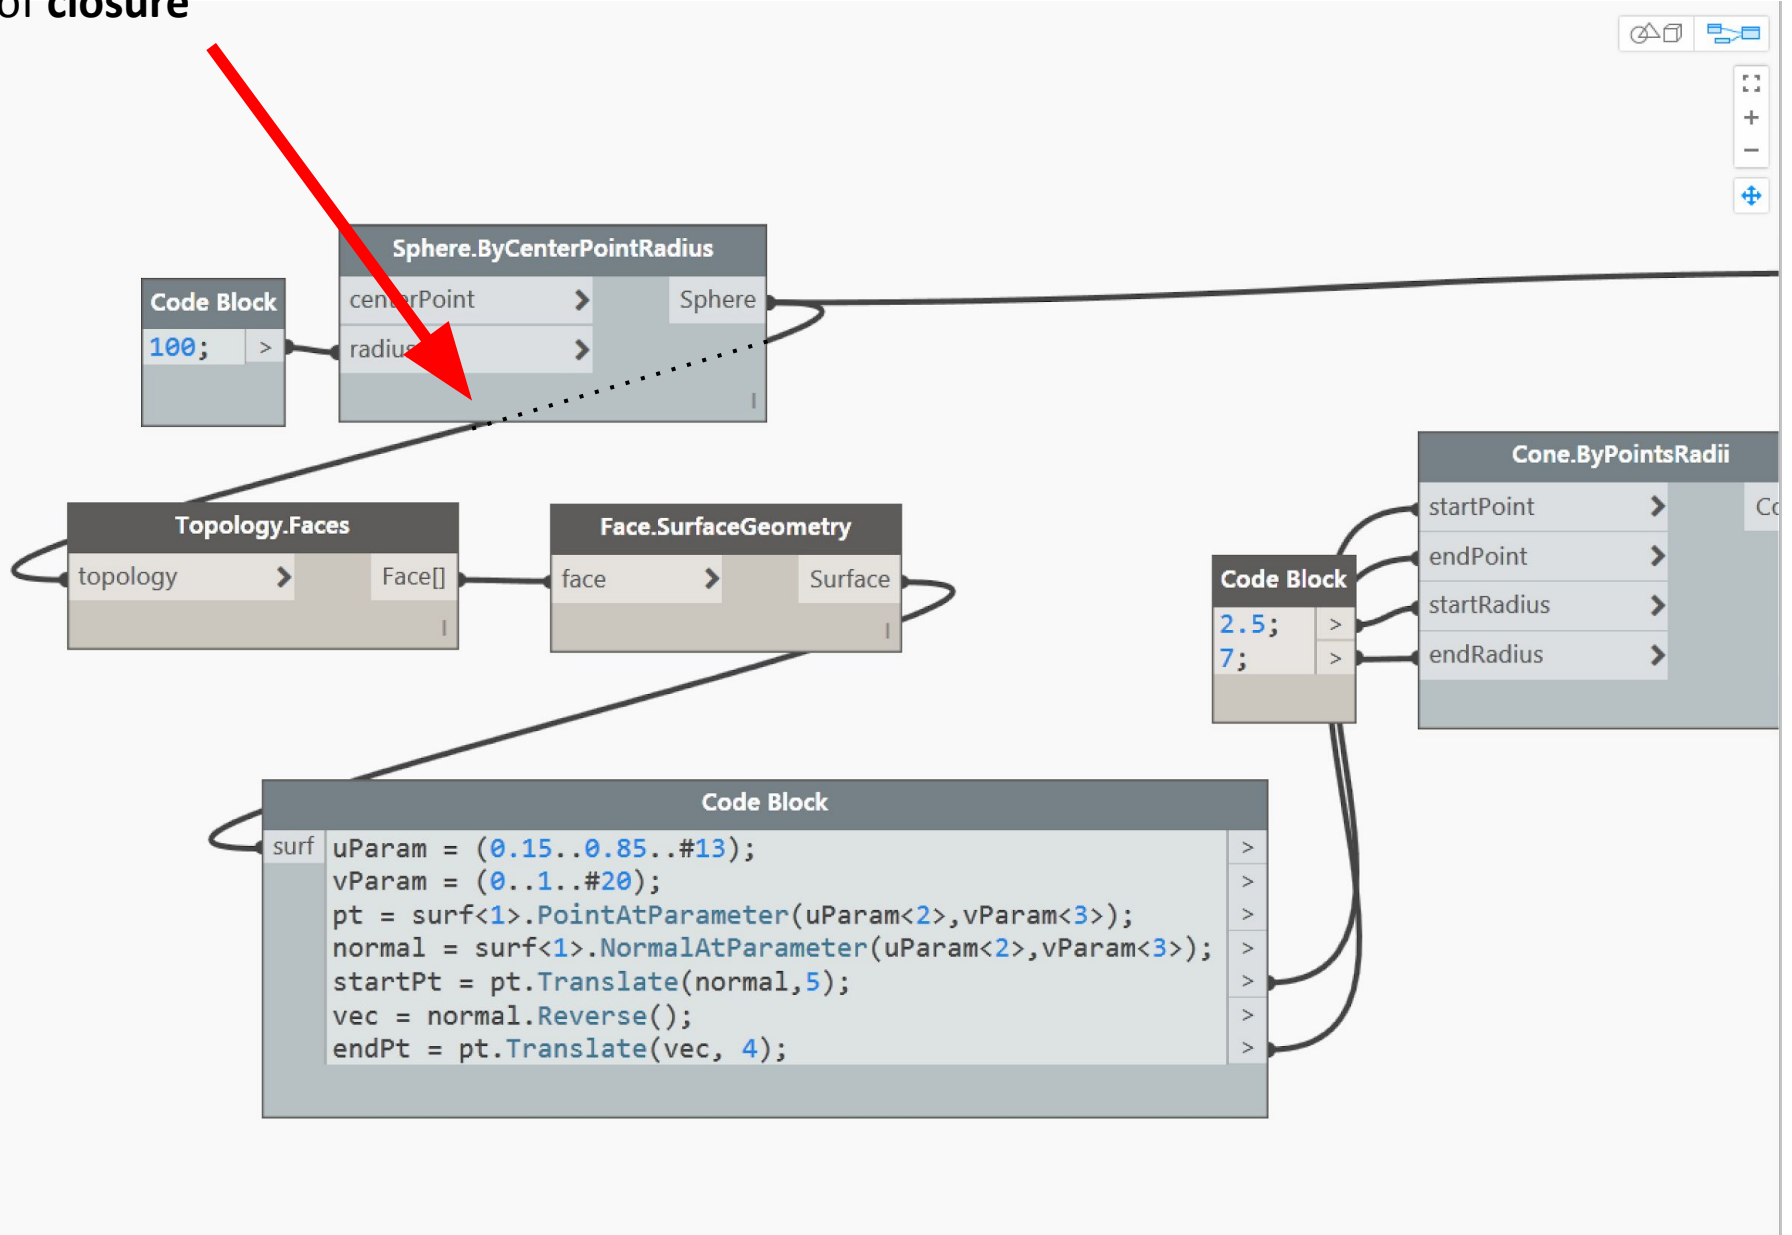 of closure
Sphere.ByCenterPointRadius
centerPoint
Sphere
radius
Code Block
100;
>
Topology.Faces
topology
Face[]
Face.SurfaceGeometry
face
Surface
Cone.ByPointsRadii
startPoint
endPoint
startRadius
endRadius
Code Block
2.5; >
7; >
Code Block
surf
uParam = (0.15..0.85..#13); >
vParam = (0..1..#20); >
pt = surf<1>.PointAtParameter(uParam<2>,vParam<3>); >
normal = surf<1>.NormalAtParameter(uParam<2>,vParam<3>); >
startPt = pt.Translate(normal,5); >
vec = normal.Reverse(); >
endPt = pt.Translate(vec, 4); >